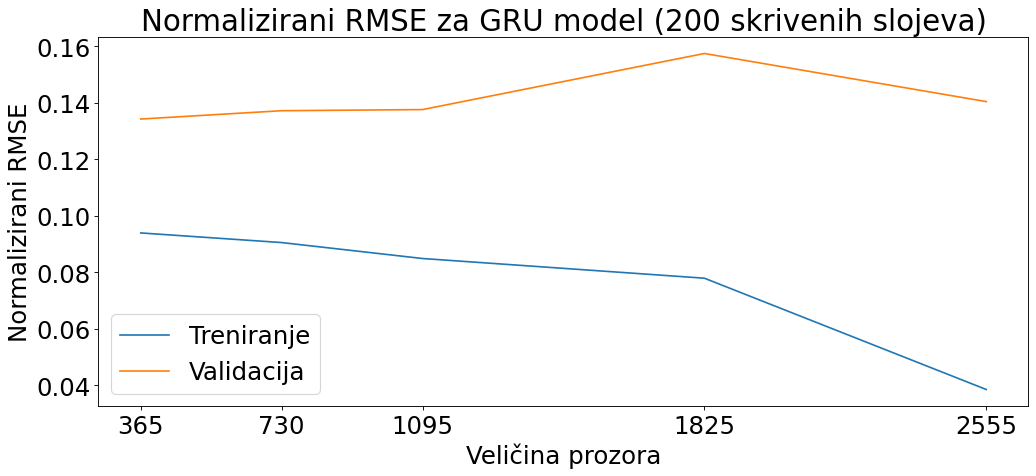 Normalizirani RMSE za GRU model (200 skrivenih slojeva)
Normalizirani RMSE
0.16
0.14
0.12
0.10
0.08
0.06
0.04
Treniranje
Validacija
365 730 1095 1825 2555
Veličina prozora